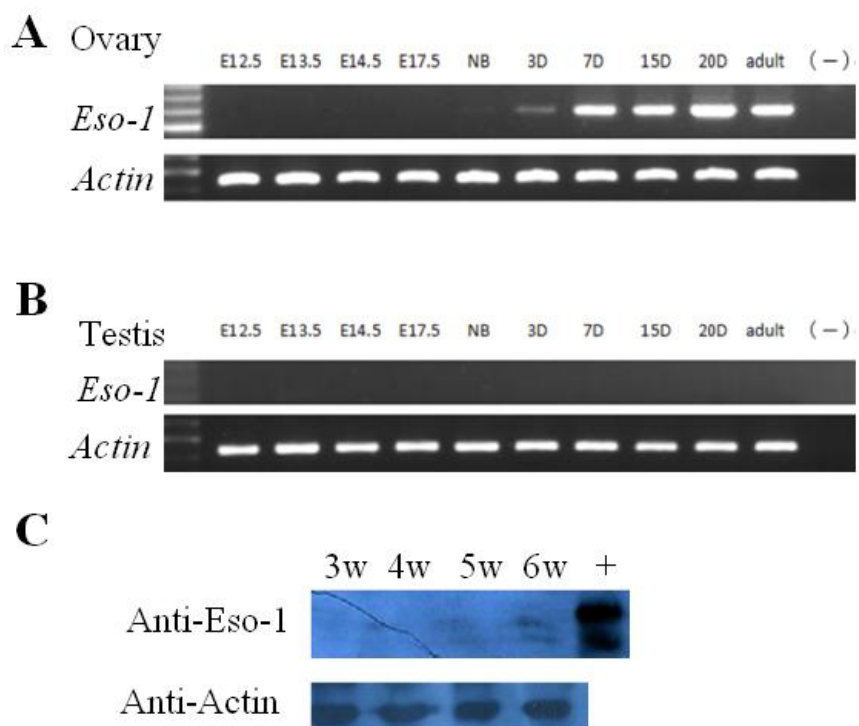 A Ovary
E12.5 E13.5 E14.5 E17.5 NB 3D 7D 15D 20D adult (−)
Eso-1
Actin
B
Testis
E12.5 E13.5 E14.5 E17.5 NB 3D 7D 15D 20D adult (−)
Eso-1
Actin
C
3w 4w 5w 6w +
Anti-Eso-1
Anti-Actin